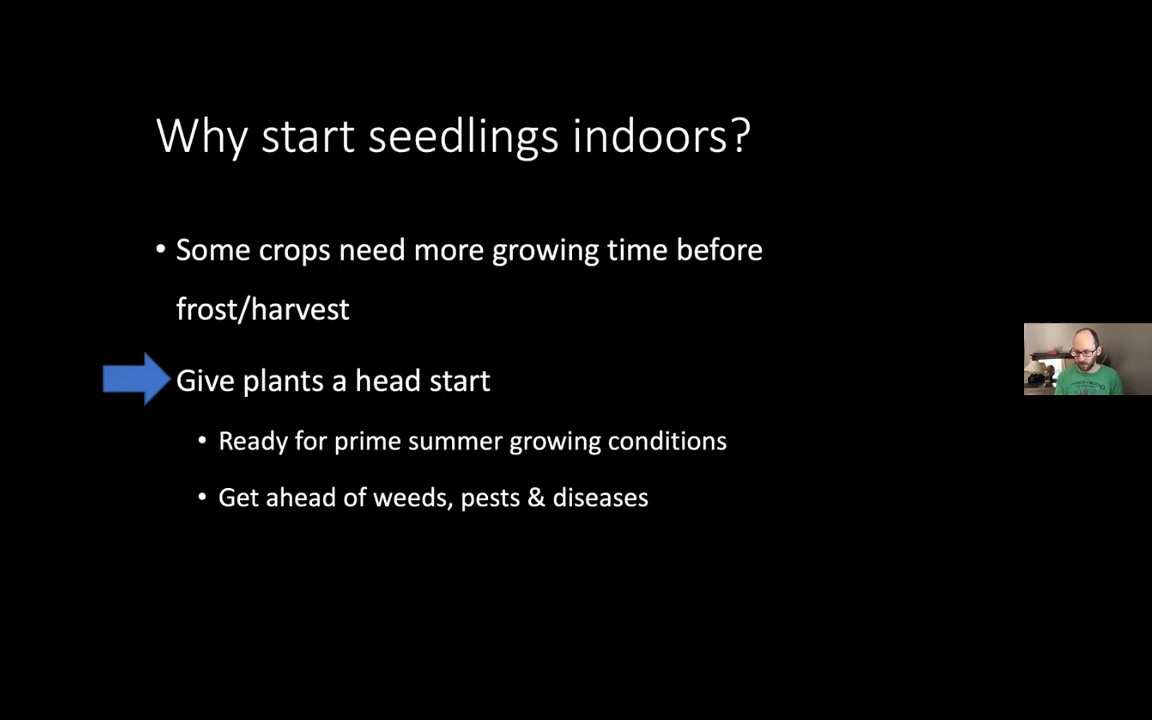 Why start seedlings indoors?
• Some crops need more growing time before
frost/harvest
Give plants a head start
• Ready for prime summer growing conditions
• Get ahead of weeds, pests & diseases